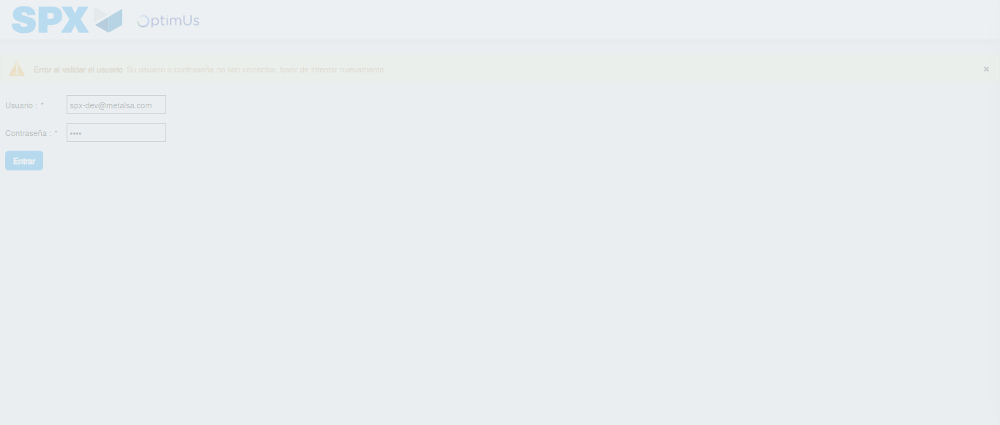 SPX OptimUs
Error al validar el usuario Su usuario o contraseña no son correctos, favor de intentar nuevamente
Usuario : * spx-dev@metalsa.com
Contraseña : * ••••
Entrar